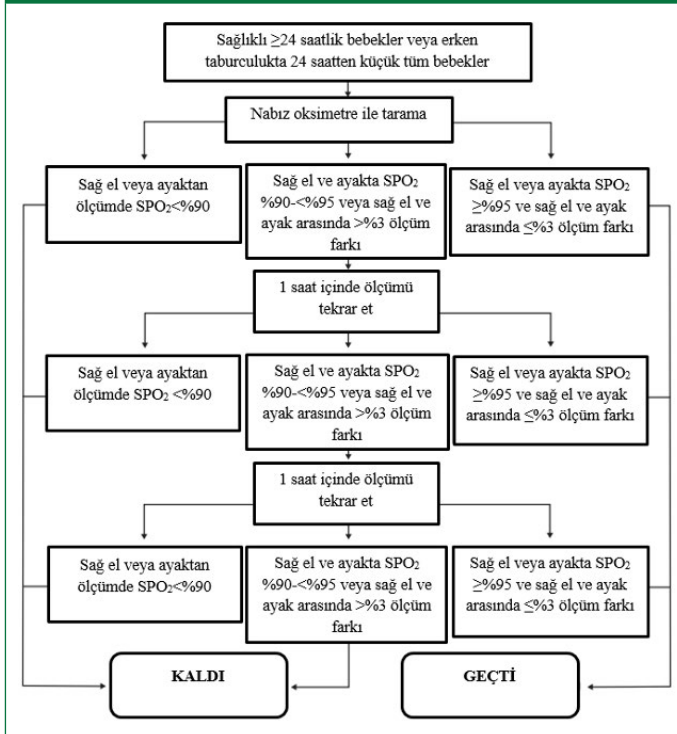 Sağlıklı ≥24 saatlik bebekler veya erken
taburculukta 24 saatten küçük tüm bebekler
Nabız oksimetre ile tarama
Sağ el veya ayaktan
ölçümde SPO₂<%90
Sağ el ve ayakta SPO₂
%90-<%95 veya sağ el ve
ayak arasında >%3 ölçüm
farkı
Sağ el veya ayakta SPO₂
≥%95 ve sağ el ve ayak
arasında ≤%3 ölçüm farkı
1 saat içinde ölçümü
tekrar et
Sağ el veya ayaktan
ölçümde SPO₂ <%90
Sağ el ve ayakta SPO₂
%90-<%95 veya sağ el ve
ayak arasında >%3 ölçüm
farkı
Sağ el veya ayakta SPO₂
≥%95 ve sağ el ve ayak
arasında ≤%3 ölçüm farkı
1 saat içinde ölçümü
tekrar et
Sağ el veya ayaktan
ölçümde SPO₂<%90
Sağ el ve ayakta SPO₂
%90-<%95 veya sağ el ve
ayak arasında >%3 ölçüm
farkı
Sağ el veya ayakta SPO₂
≥%95 ve sağ el ve ayak
arasında ≤%3 ölçüm farkı
KALDI
GEÇTİ